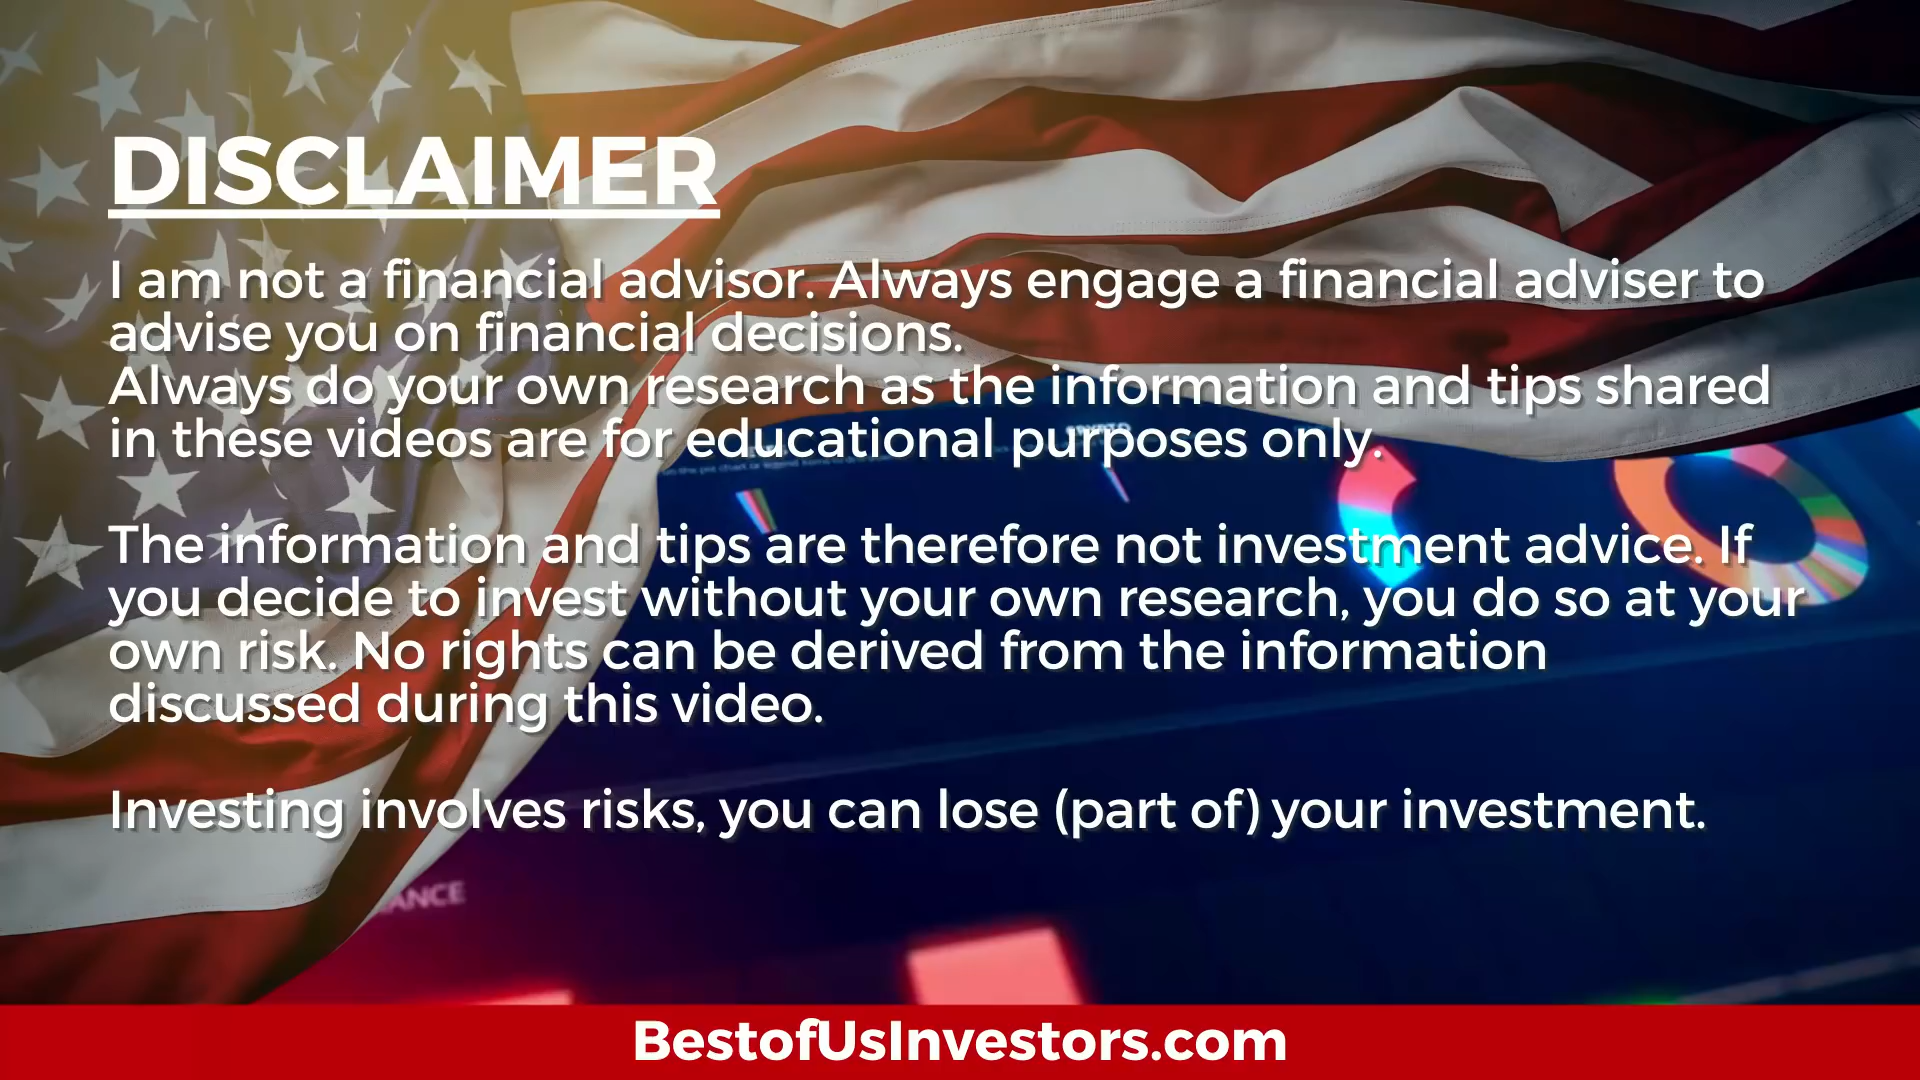 DISCLAIMER
I am not a financial advisor. Always engage a financial adviser to
advise you on financial decisions.
Always do your own research as the information and tips shared
in these videos are for educational purposes only.
The information and tips are therefore not investment advice. If
you decide to invest without your own research, you do so at your
own risk. No rights can be derived from the information
discussed during this video.
Investing involves risks, you can lose (part of) your investment.
BestofUsInvestors.com